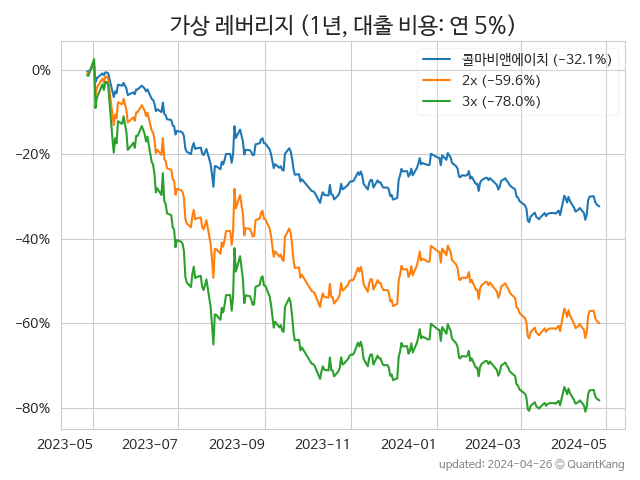 가상 레버리지 (1년, 대출 비용: 연 5%)
콜마비앤에이치 (−32.1%)
2x (−59.6%)
3x (−78.0%)
0%
−20%
−40%
−60%
−80%
2023-05 2023-07 2023-09 2023-11 2024-01 2024-03 2024-05
updated: 2024-04-26 © QuantKang